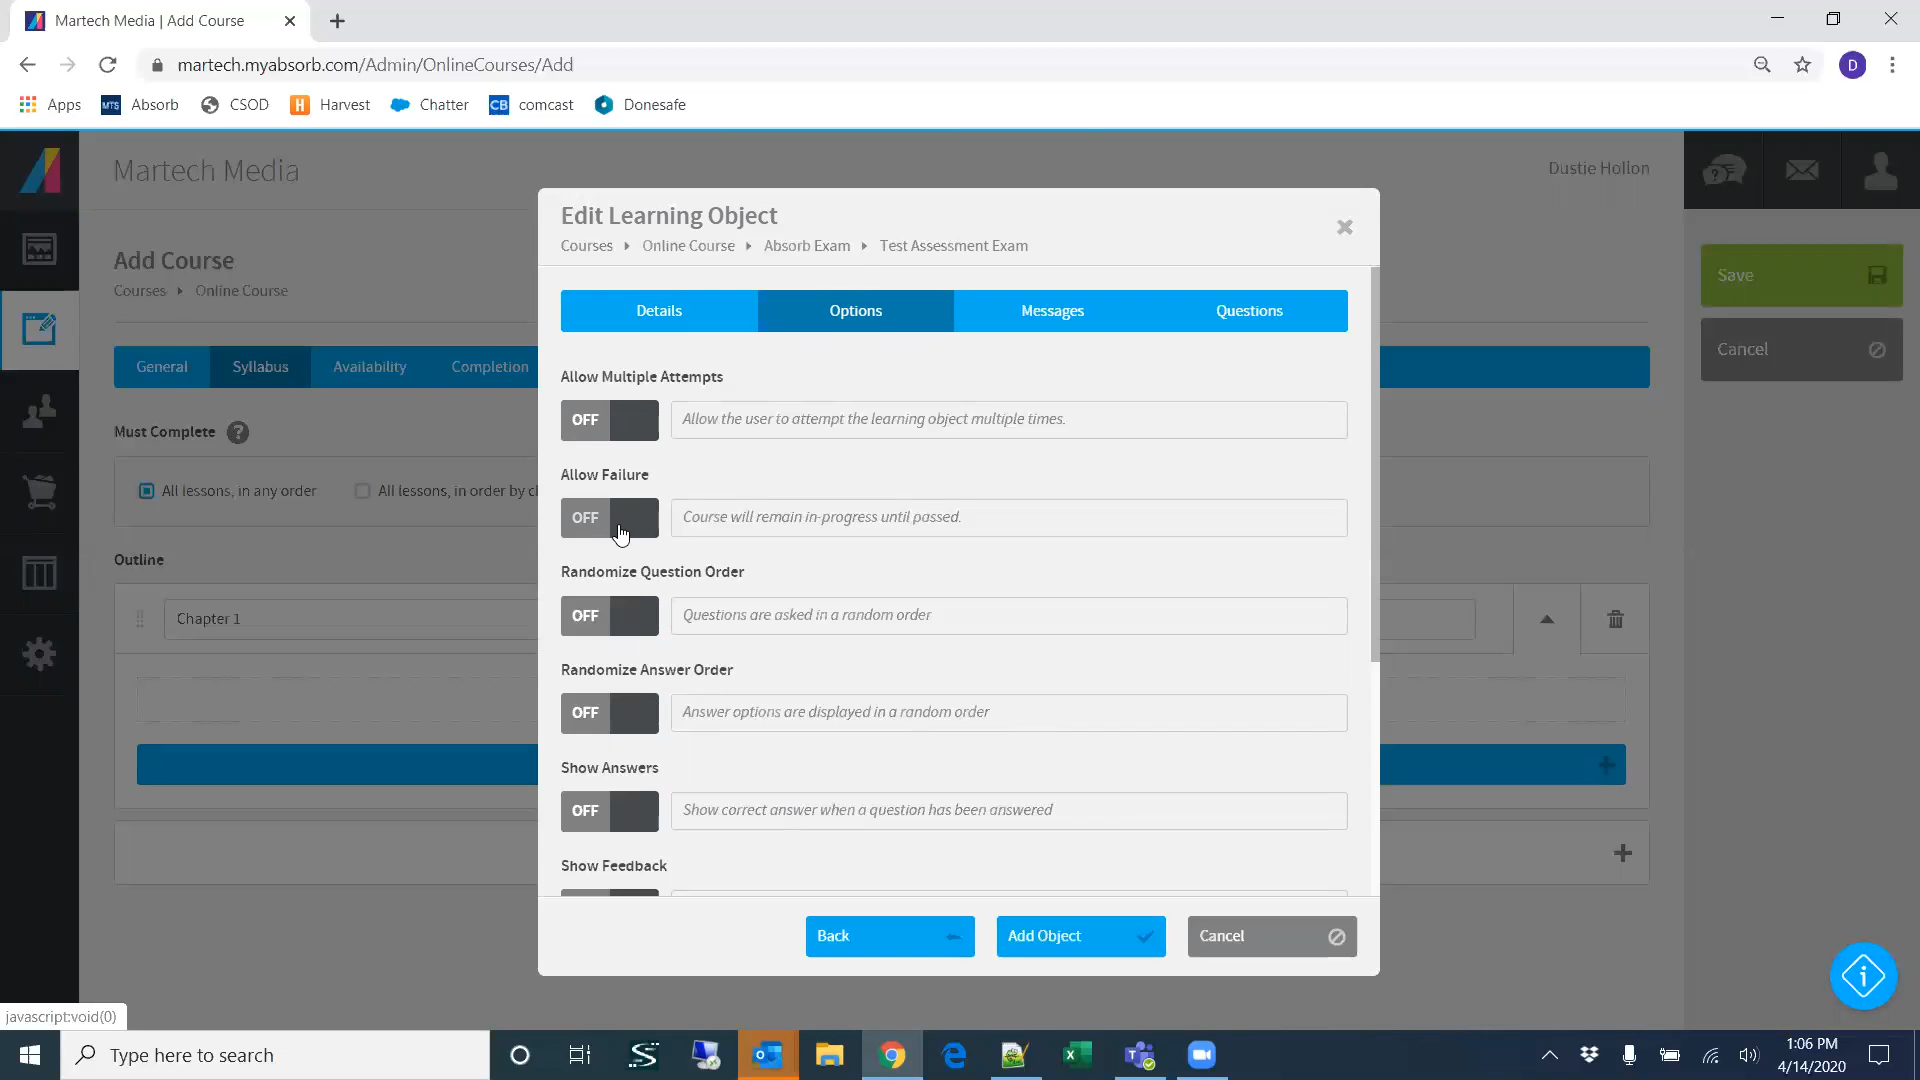 Martech Media | Add Course
martech.myabsorb.com/Admin/OnlineCourses/Add
D
Apps
MTS Absorb
CSOD
H Harvest
Chatter
CB comcast
Donesafe
Martech Media
Dustie Hollon
Add Course
Courses Online Course
Save
Cancel
General
Syllabus
Availability
Completion
Must Complete ?
All lessons, in any order
All lessons, in order by c
Outline
Chapter 1
Edit Learning Object
Courses Online Course Absorb Exam Test Assessment Exam
Details
Options
Messages
Questions
Allow Multiple Attempts
OFF
Allow the user to attempt the learning object multiple times.
Allow Failure
OFF
Course will remain in-progress until passed.
Randomize Question Order
OFF
Questions are asked in a random order
Randomize Answer Order
OFF
Answer options are displayed in a random order
Show Answers
OFF
Show correct answer when a question has been answered
Show Feedback
Back
Add Object
Cancel
javascript:void(0)
Type here to search
1:06 PM
4/14/2020